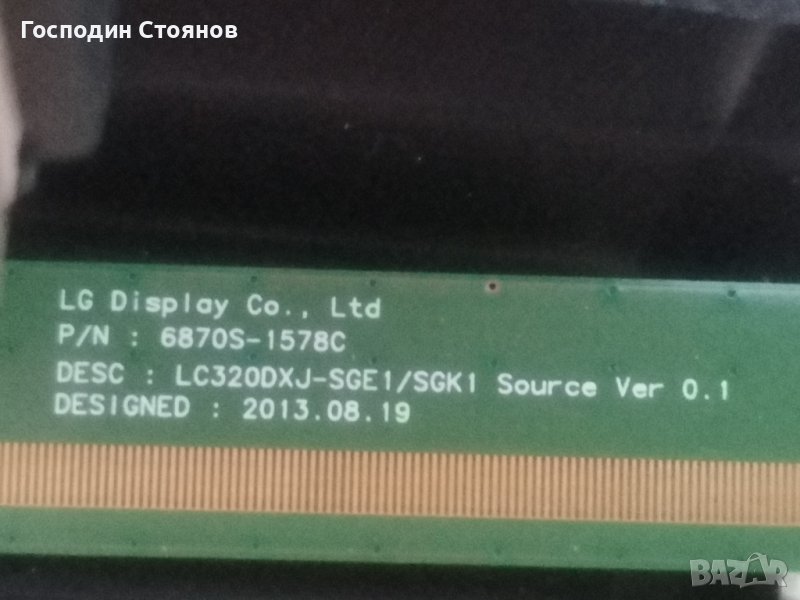 Господин Стоянов
LG Display Co., Ltd
P/N : 6870S-1578C
DESC : LC320DXJ-SGE1/SGK1 Source Ver 0.1
DESIGNED : 2013.08.19
BAZAR